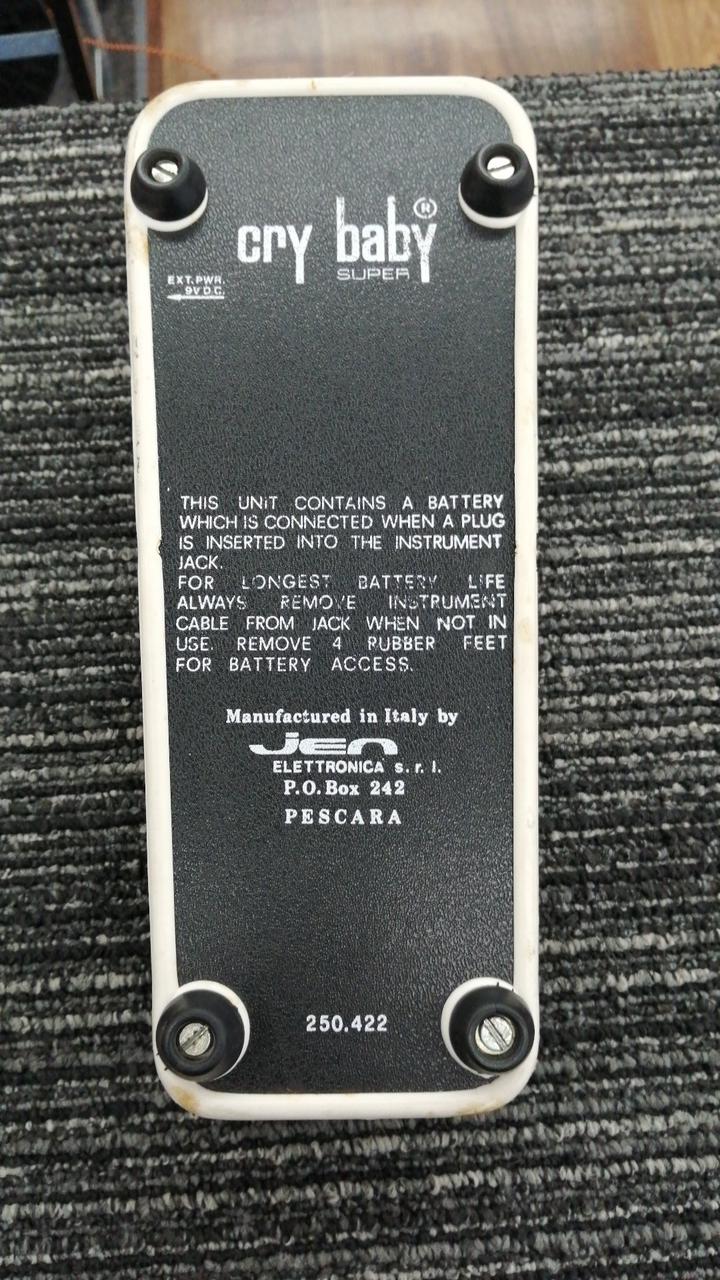 cry baby®
SUPER
EXT. PWR.
9V D.C.
THIS UNiT CONTAINS A BATTERY
WHICH IS CONNECTED WHEN A PLUG
IS INSERTED INTO THE INSTRUMENT
JACK.
FOR LONGEST BATTERY LIFE
ALWAYS REMOVE INSTRUMENT
CABLE FROM JACK WHEN NOT IN
USE. REMOVE 4 RUBBER FEET
FOR BATTERY ACCESS.
Manufactured in Italy by
Jen
ELETTRONICA s. r. l.
P.O. Box 242
PESCARA
250.422